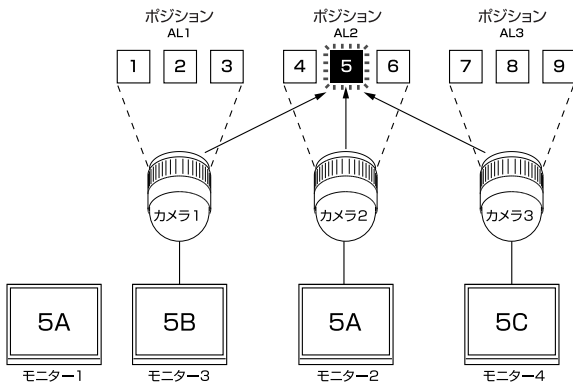 ポジション ポジション ポジション
AL1 AL2 AL3
1 2 3 4 5 6 7 8 9
カメラ1 カメラ2 カメラ3
5A 5B 5A 5C
モニター1 モニター3 モニター2 モニター4